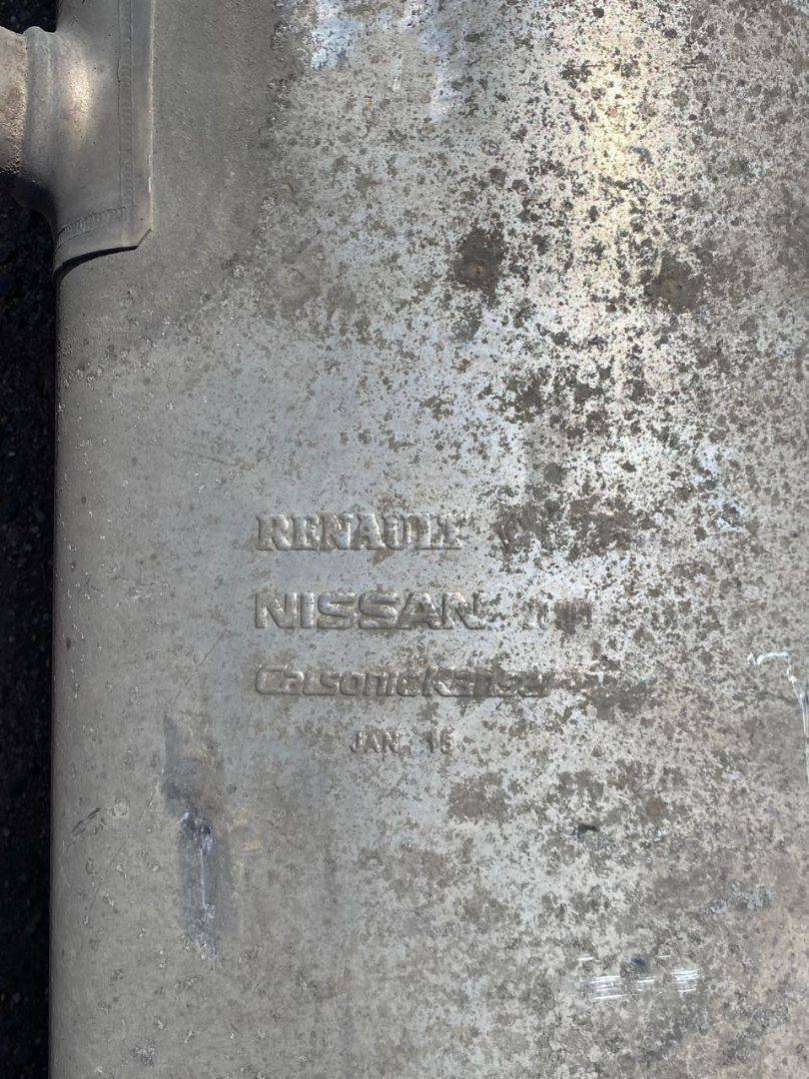 RENAULT
NISSAN
CalsonicKansei
JAN. 15